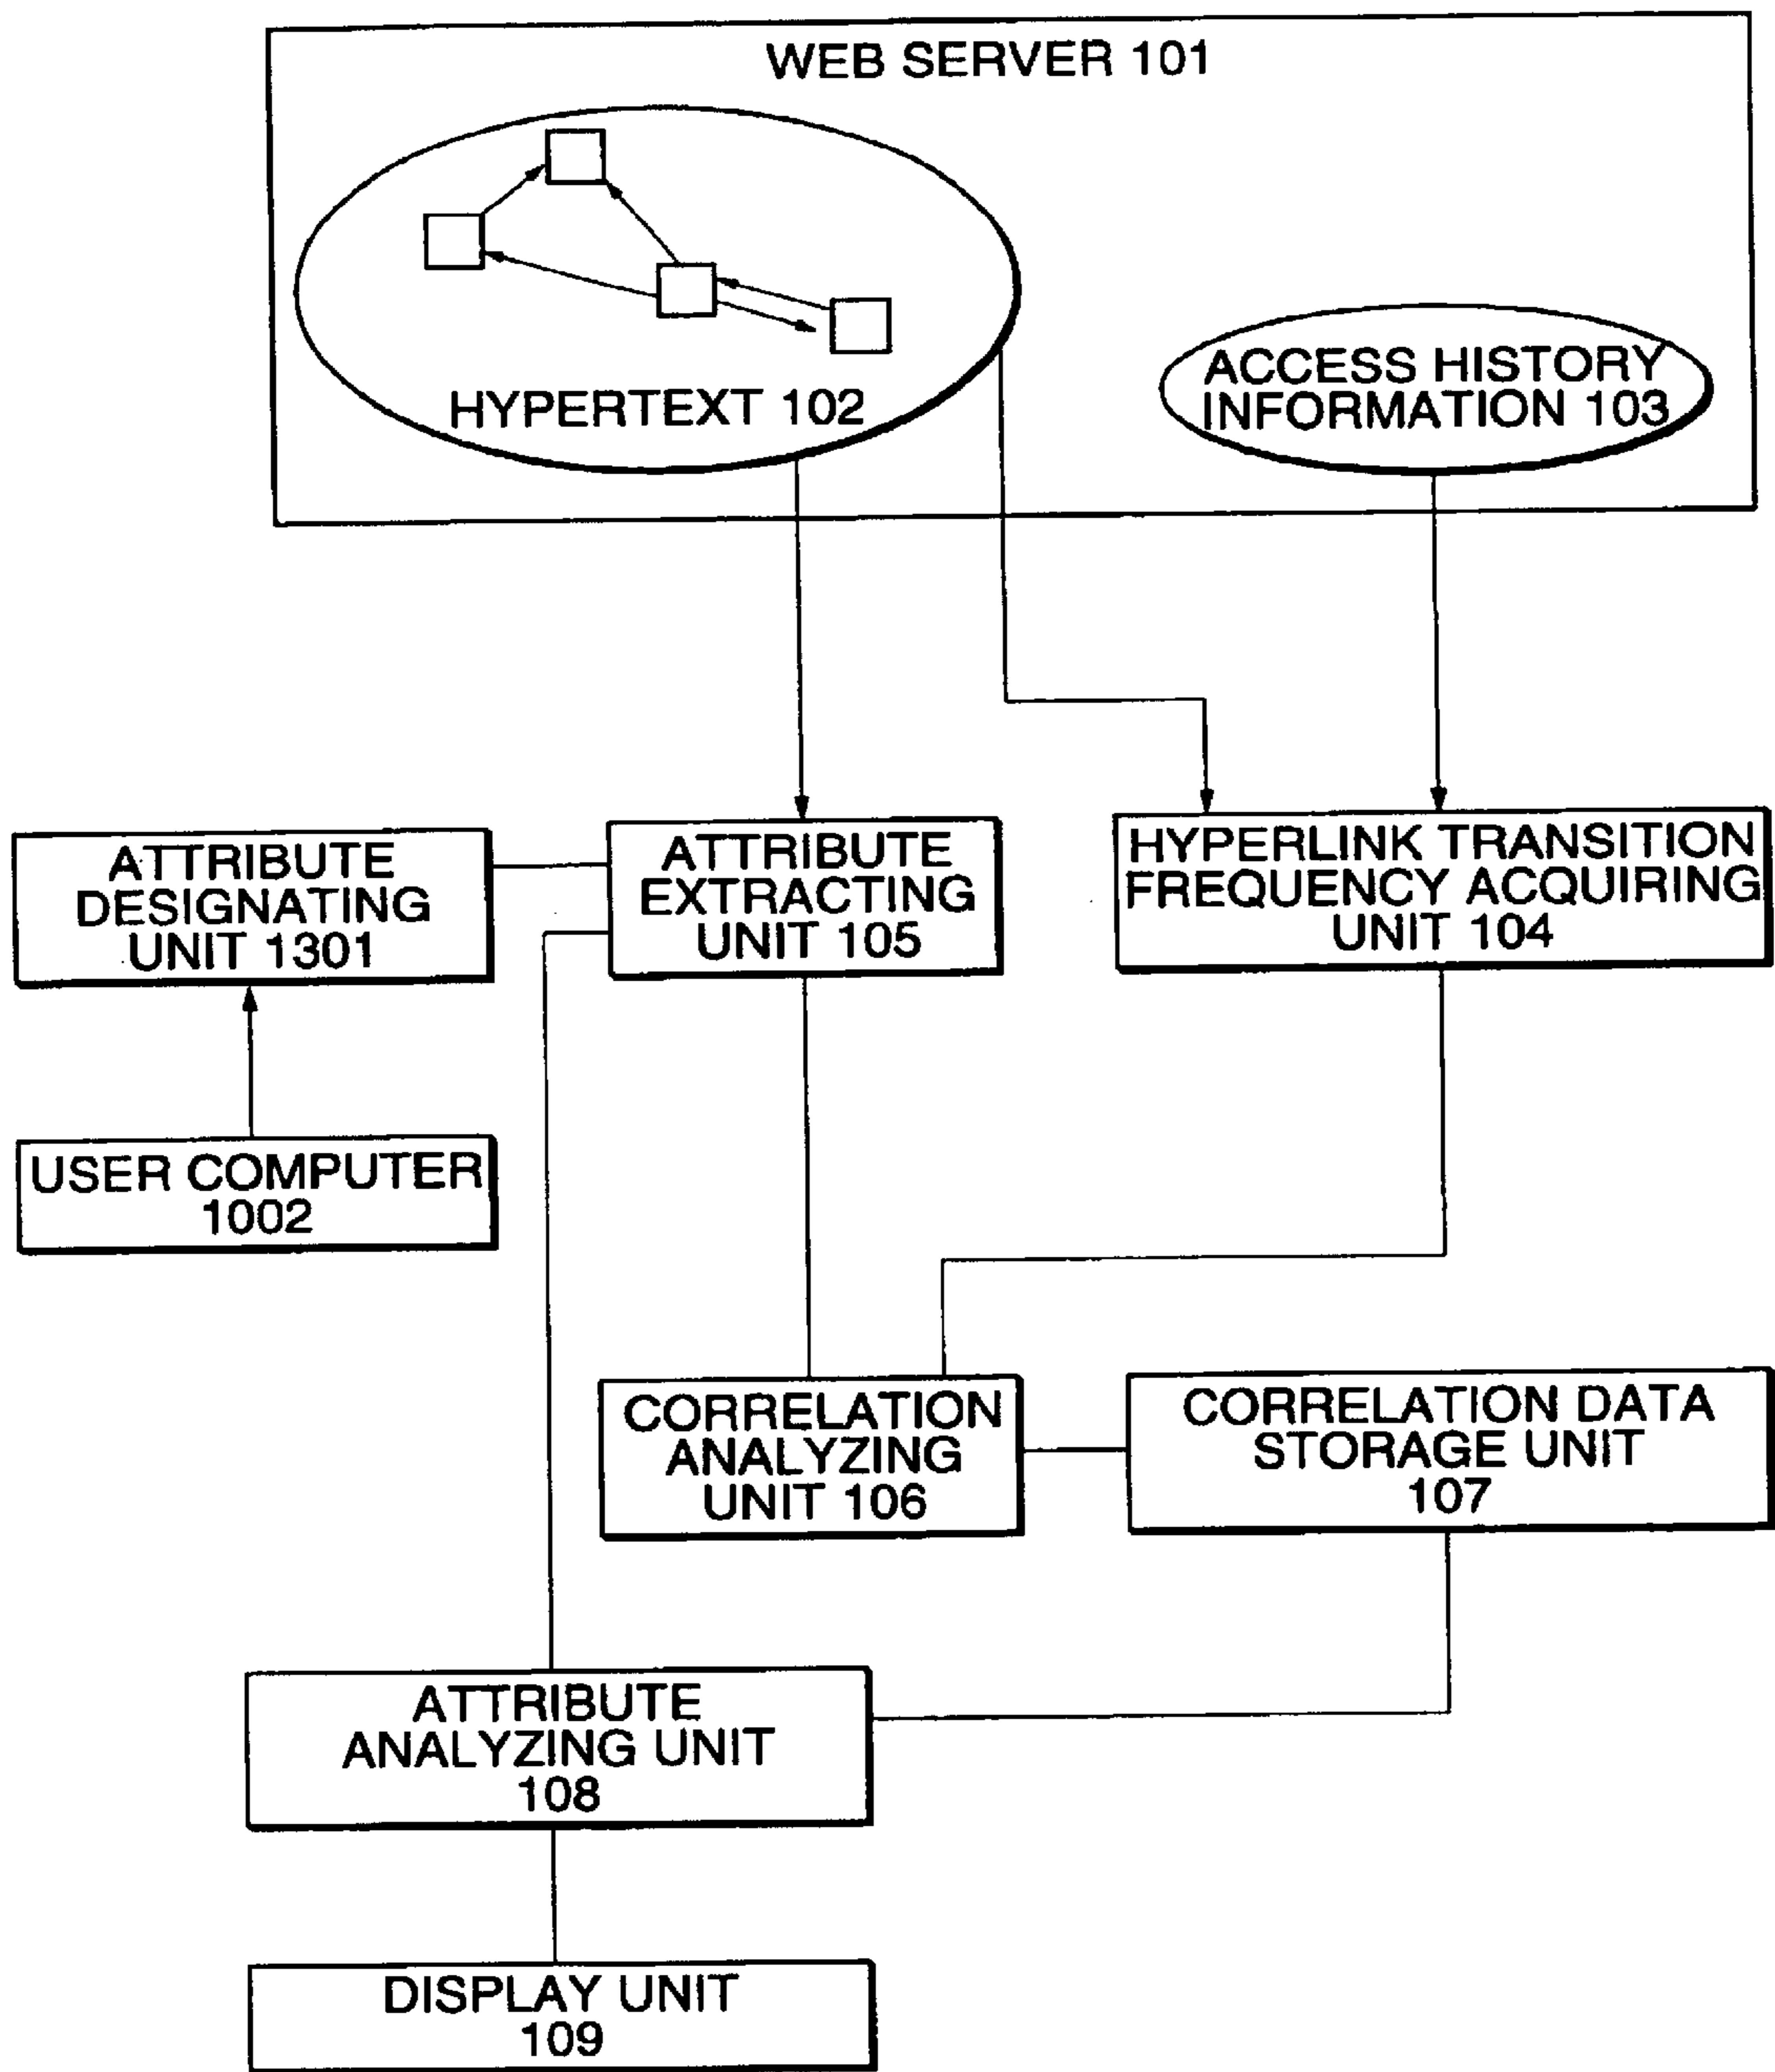 WEB SERVER 101
HYPERTEXT 102
ACCESS HISTORY
INFORMATION 103
ATTRIBUTE
DESIGNATING
UNIT 1301
ATTRIBUTE
EXTRACTING
UNIT 105
HYPERLINK TRANSITION
FREQUENCY ACQUIRING
UNIT 104
USER COMPUTER
1002
CORRELATION
ANALYZING
UNIT 106
CORRELATION DATA
STORAGE UNIT
107
ATTRIBUTE
ANALYZING UNIT
108
DISPLAY UNIT
109